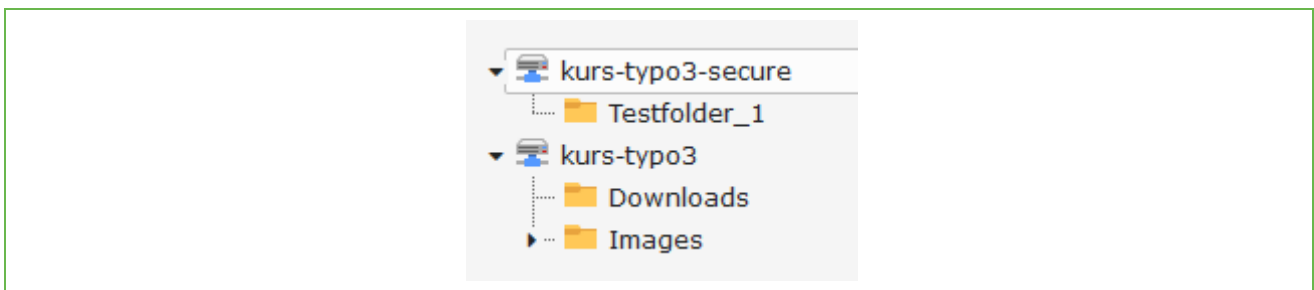 kurs-typo3-secure
Testfolder_1
kurs-typo3
Downloads
Images